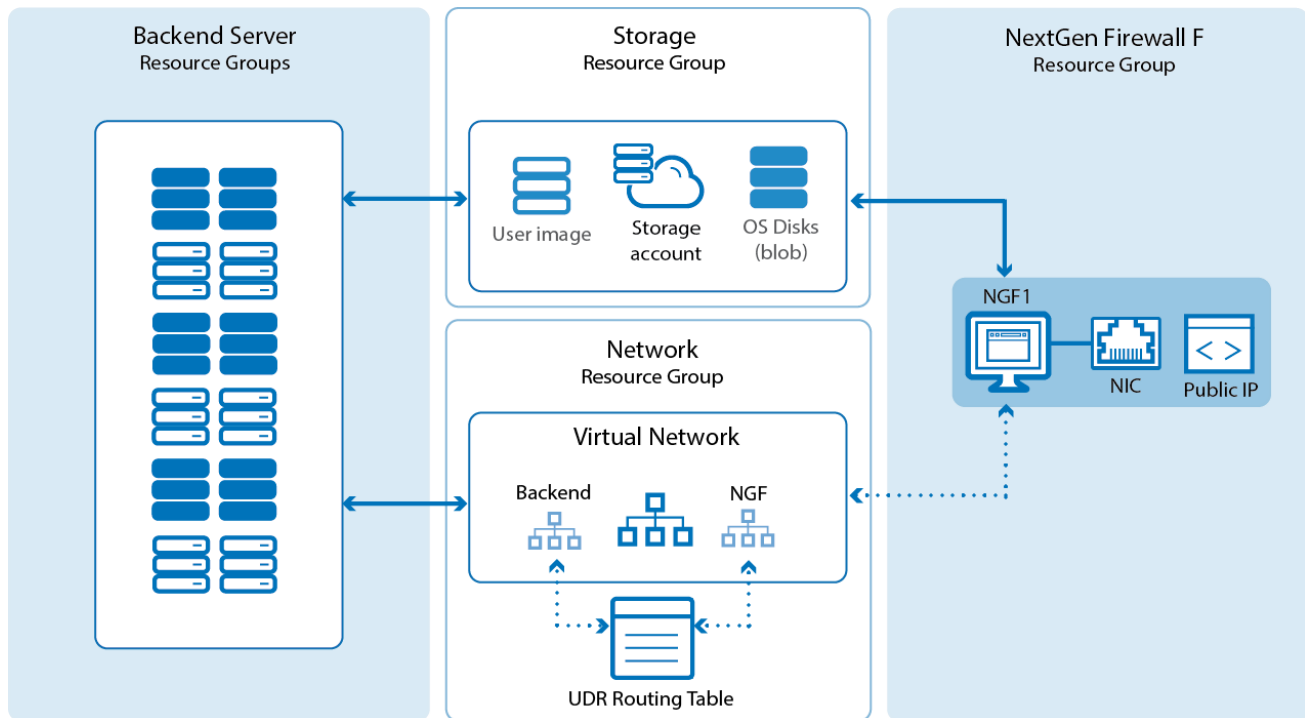 Backend Server
Resource Groups
Storage
Resource Group
User image
Storage
account
OS Disks
(blob)
Network
Resource Group
Virtual Network
Backend
NGF
UDR Routing Table
NextGen Firewall F
Resource Group
NGF1
NIC
Public IP